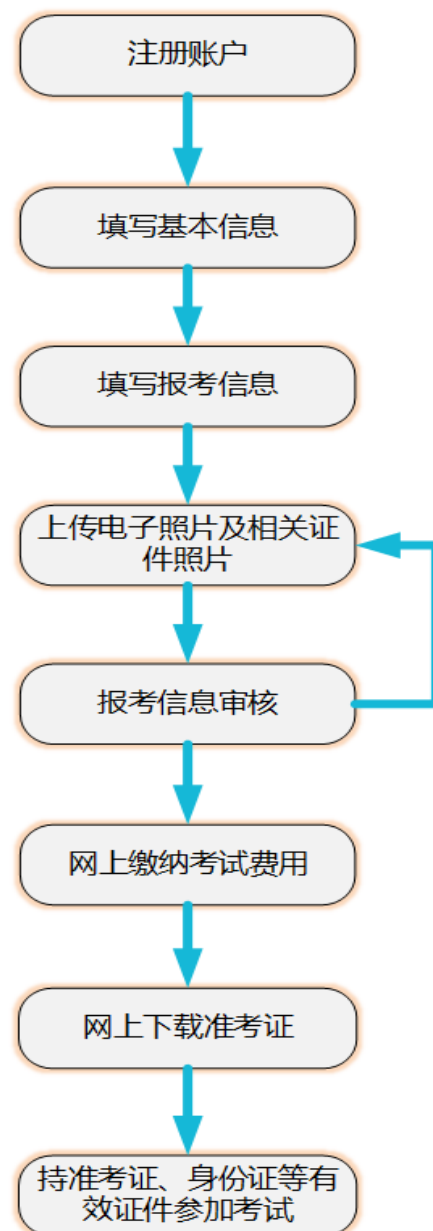 注册账户
填写基本信息
填写报考信息
上传电子照片及相关证
件照片
报考信息审核
网上缴纳考试费用
网上下载准考证
持准考证、身份证等有
效证件参加考试